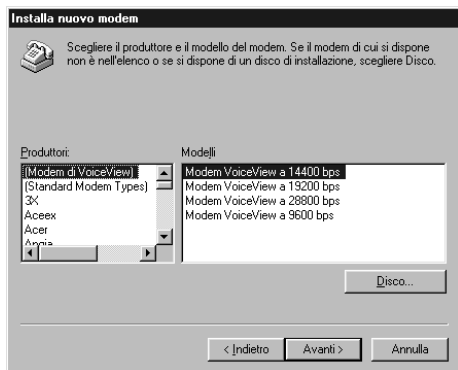 Installa nuovo modem
Scegliere il produttore e il modello del modem. Se il modem di cui si dispone
non è nell'elenco o se si dispone di un disco di installazione, scegliere Disco.
Produttori:
(Modem di VoiceView)
(Standard Modem Types)
3X
Aceex
Acer
Angia
Modelli
Modem VoiceView a 14400 bps
Modem VoiceView a 19200 bps
Modem VoiceView a 28800 bps
Modem VoiceView a 9600 bps
Disco...
< Indietro
Avanti >
Annulla